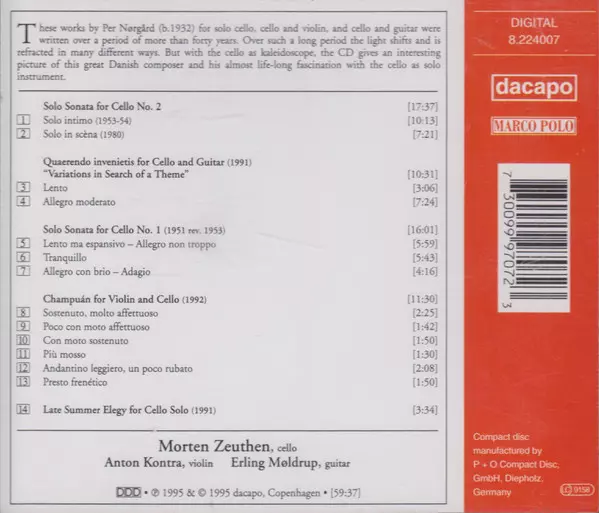 These works by Per Nørgård (b.1932) for solo cello, cello and violin, and cello and guitar were
written over a period of more than forty years. Over such a long period the light shifts and is
refracted in many different ways. But with the cello as kaleidoscope, the CD gives an interesting
picture of this great Danish composer and his almost life-long fascination with the cello as solo
instrument.
Solo Sonata for Cello No. 2 [17:37]
1 Solo intimo (1953-54) [10:13]
2 Solo in scèna (1980) [7:21]
Quaerendo invenietis for Cello and Guitar (1991)
"Variations in Search of a Theme" [10:31]
3 Lento [3:06]
4 Allegro moderato [7:24]
Solo Sonata for Cello No. 1 (1951 rev. 1953) [16:01]
5 Lento ma espansivo – Allegro non troppo [5:59]
6 Tranquillo [5:43]
7 Allegro con brio – Adagio [4:16]
Champuán for Violin and Cello (1992) [11:30]
8 Sostenuto, molto affettuoso [2:25]
9 Poco con moto affettuoso [1:42]
10 Con moto sostenuto [1:50]
11 Più mosso [1:30]
12 Andantino leggiero, un poco rubato [2:08]
13 Presto frenético [1:50]
14 Late Summer Elegy for Cello Solo (1991) [3:34]
Morten Zeuthen, cello
Anton Kontra, violin Erling Møldrup, guitar
DDD • ℗ 1995 & © 1995 dacapo, Copenhagen • [59:37]
DIGITAL
8.224007
dacapo
MARCO POLO
7 30099 97072 3
Compact disc
manufactured by
P + O Compact Disc,
GmbH, Diepholz,
Germany
9158